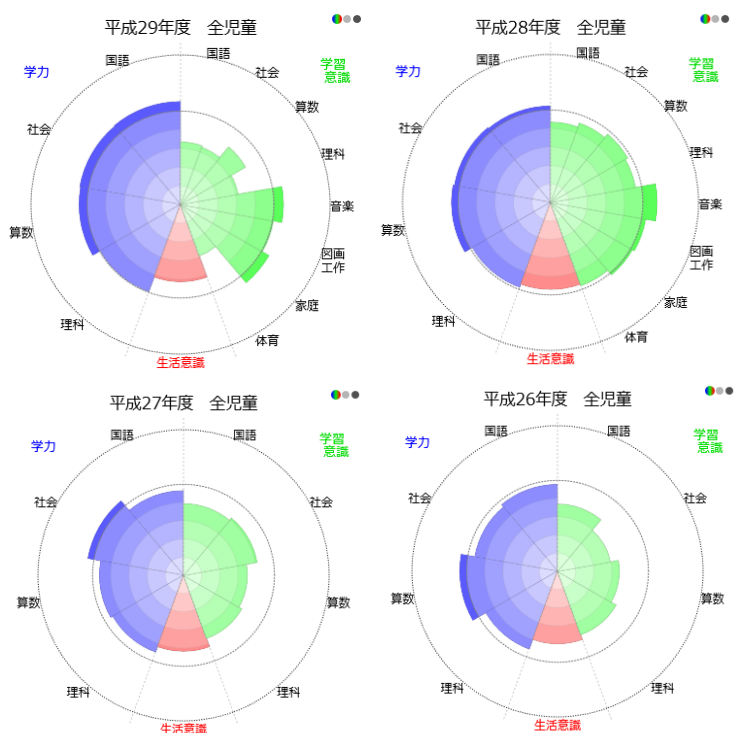 平成29年度　全児童
学力
国語
社会
算数
理科
国語
社会
算数
理科
音楽
図画
工作
家庭
体育
学習
意識
生活意識
平成28年度　全児童
学力
国語
社会
算数
理科
国語
社会
算数
理科
音楽
図画
工作
家庭
体育
学習
意識
生活意識
平成27年度　全児童
学力
国語
社会
算数
理科
国語
社会
算数
理科
学習
意識
生活意識
平成26年度　全児童
学力
国語
社会
算数
理科
国語
社会
算数
理科
学習
意識
生活意識